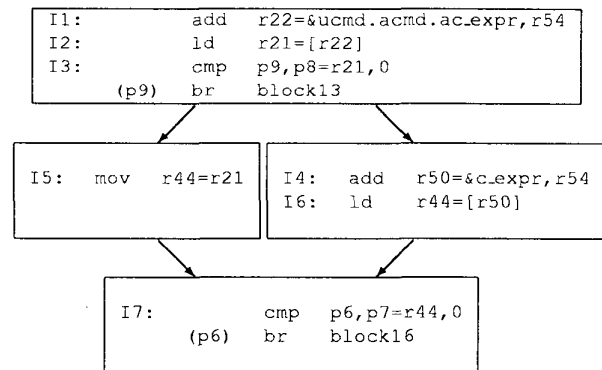 I1: add r22=&ucmd.acmd.ac_expr,r54
I2: ld r21=[r22]
I3: cmp p9,p8=r21,0
(p9) br block13
I5: mov r44=r21
I4: add r50=&c_expr,r54
I6: ld r44=[r50]
I7: cmp p6,p7=r44,0
(p6) br block16